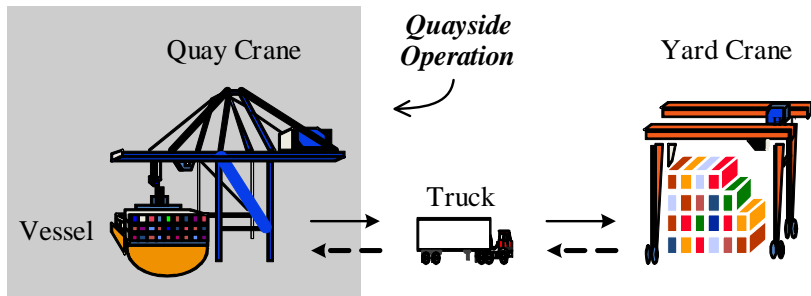 Quay Crane
Quayside
Operation
Yard Crane
Truck
Vessel